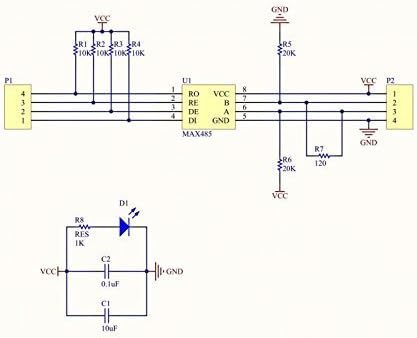 GND
VCC
R1 R2 R3 R4
10K 10K 10K 10K
R5
20K
P1
U1
VCC
P2
4 1 RO VCC 8 1
3 2 RE B 7 2
2 3 DE A 6 3
1 4 DI GND 5 4
MAX485
GND
R7
120
R6
20K
VCC
D1
R8
RES
1K
C2
VCC
GND
0.1uF
C1
10uF